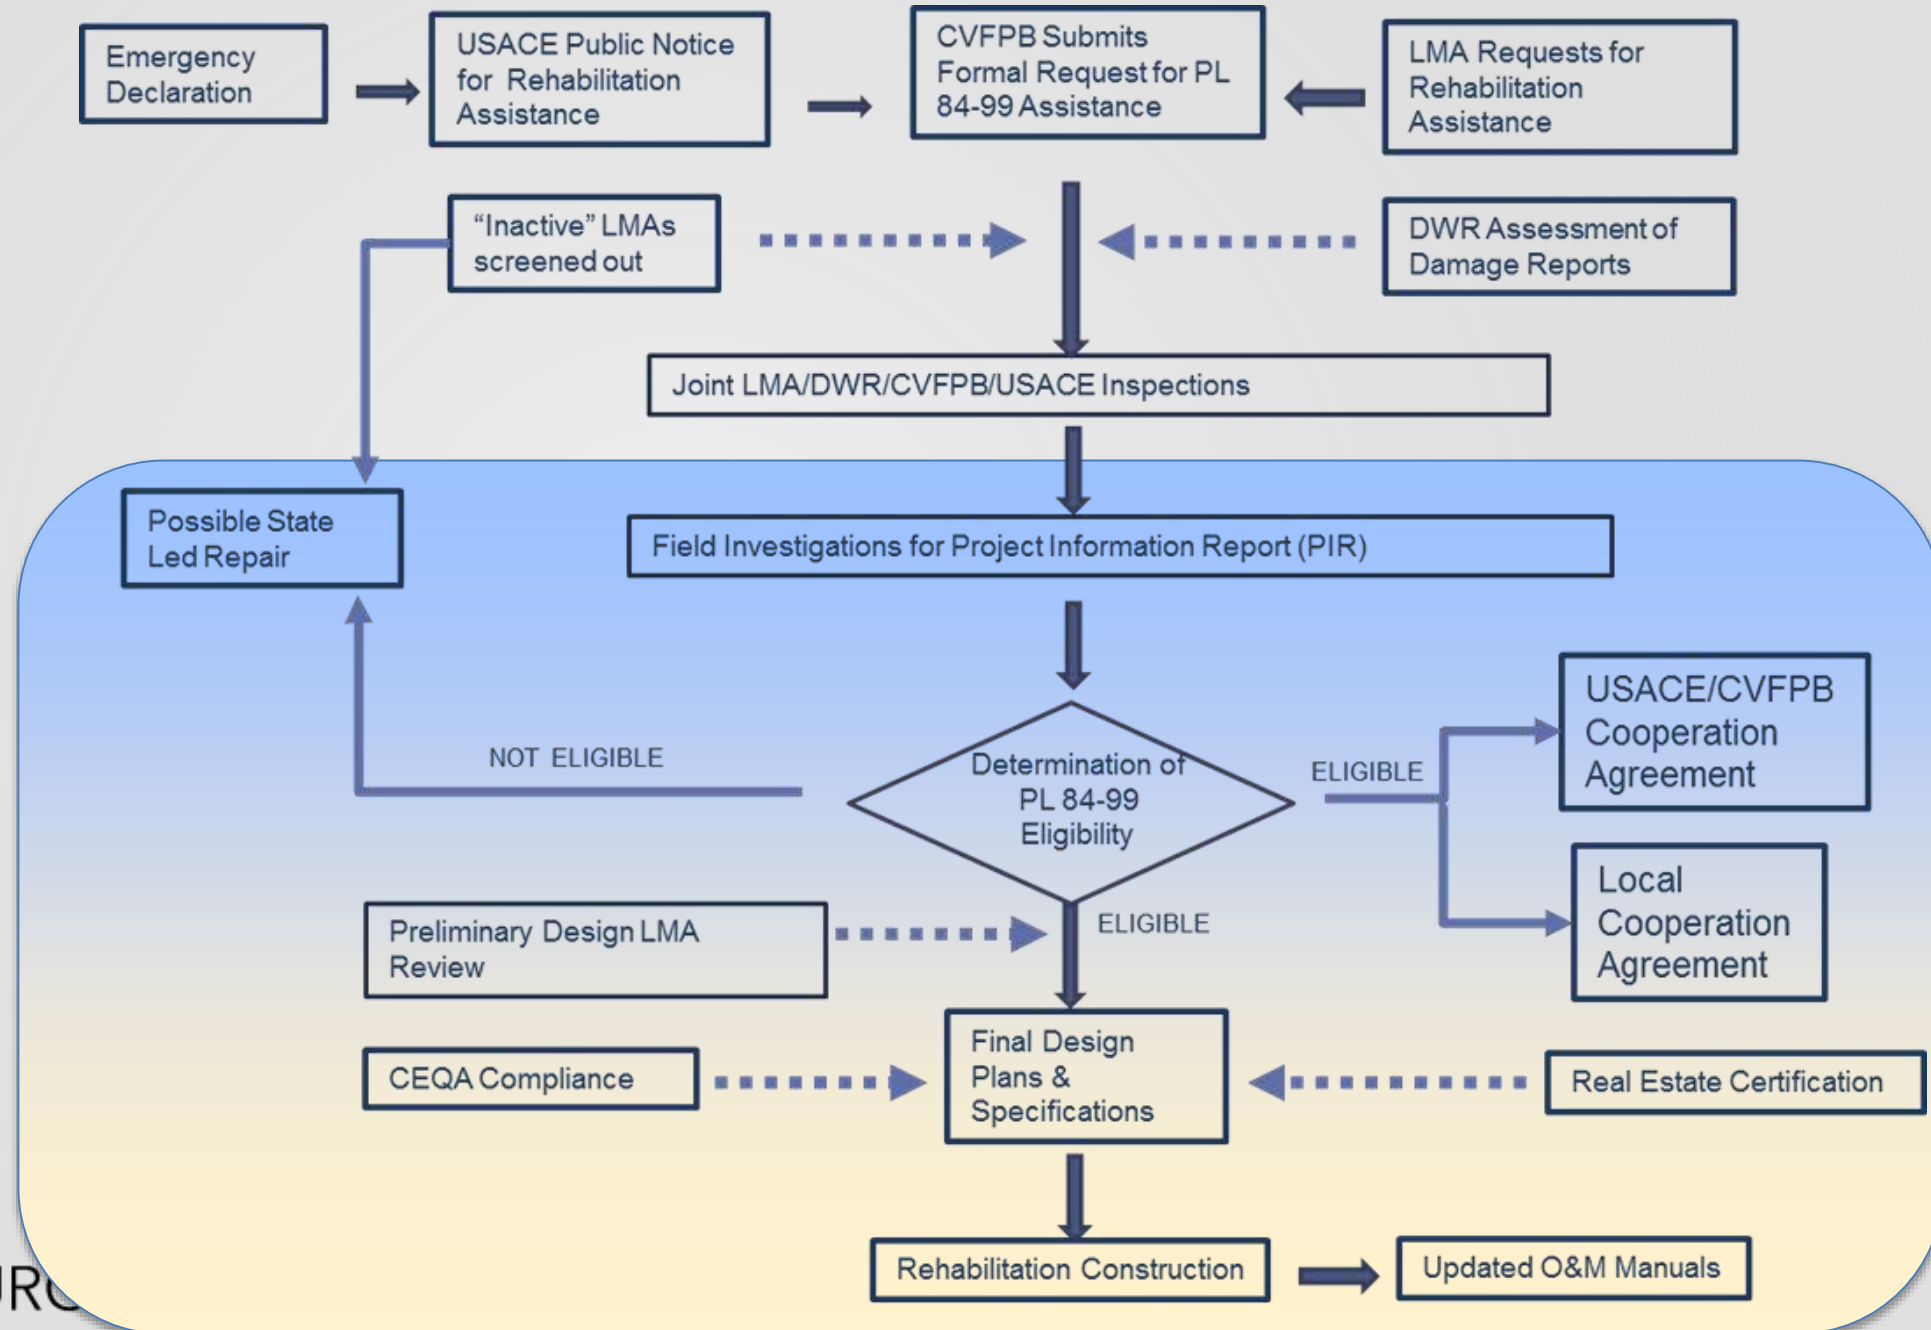 Emergency
Declaration
USACE Public Notice
for Rehabilitation
Assistance
CVFPB Submits
Formal Request for PL
84-99 Assistance
LMA Requests for
Rehabilitation
Assistance
“Inactive” LMAs
screened out
DWR Assessment of
Damage Reports
Joint LMA/DWR/CVFPB/USACE Inspections
Possible State
Led Repair
Field Investigations for Project Information Report (PIR)
NOT ELIGIBLE
Determination of
PL 84-99
Eligibility
ELIGIBLE
USACE/CVFPB
Cooperation
Agreement
Local
Cooperation
Agreement
Preliminary Design LMA
Review
ELIGIBLE
CEQA Compliance
Final Design
Plans &
Specifications
Real Estate Certification
Rehabilitation Construction
Updated O&M Manuals